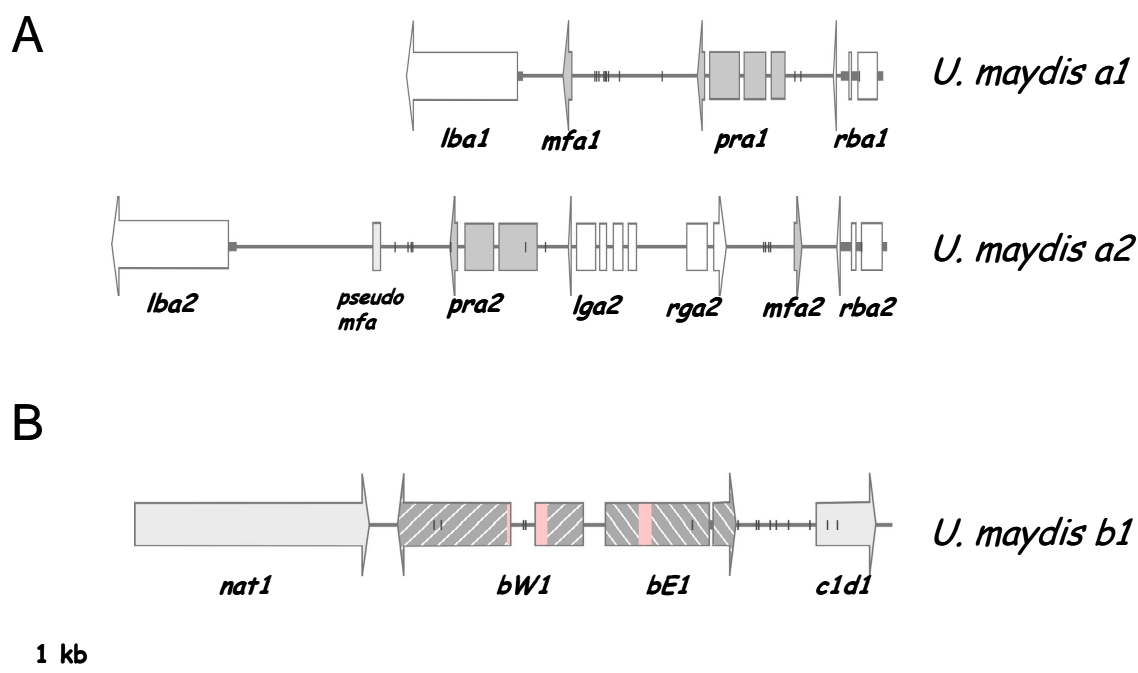 A
U. maydis a1
lba1 mfa1 pra1 rba1
U. maydis a2
lba2 pseudo mfa pra2 lga2 rga2 mfa2 rba2
B
U. maydis b1
nat1 bW1 bE1 c1d1
1 kb